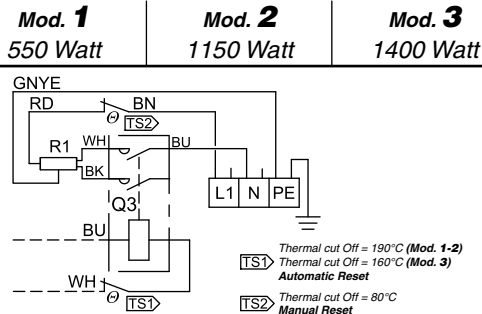 Mod. 1 Mod. 2 Mod. 3
550 Watt 1150 Watt 1400 Watt
GNYE
RD BN
Θ TS2
R1 WH BU
BK
L1 N PE
Q3
BU
WH
Θ TS1
TS1 Thermal cut Off = 190°C (Mod. 1-2)
Thermal cut Off = 160°C (Mod. 3)
Automatic Reset
TS2 Thermal cut Off = 80°C
Manual Reset